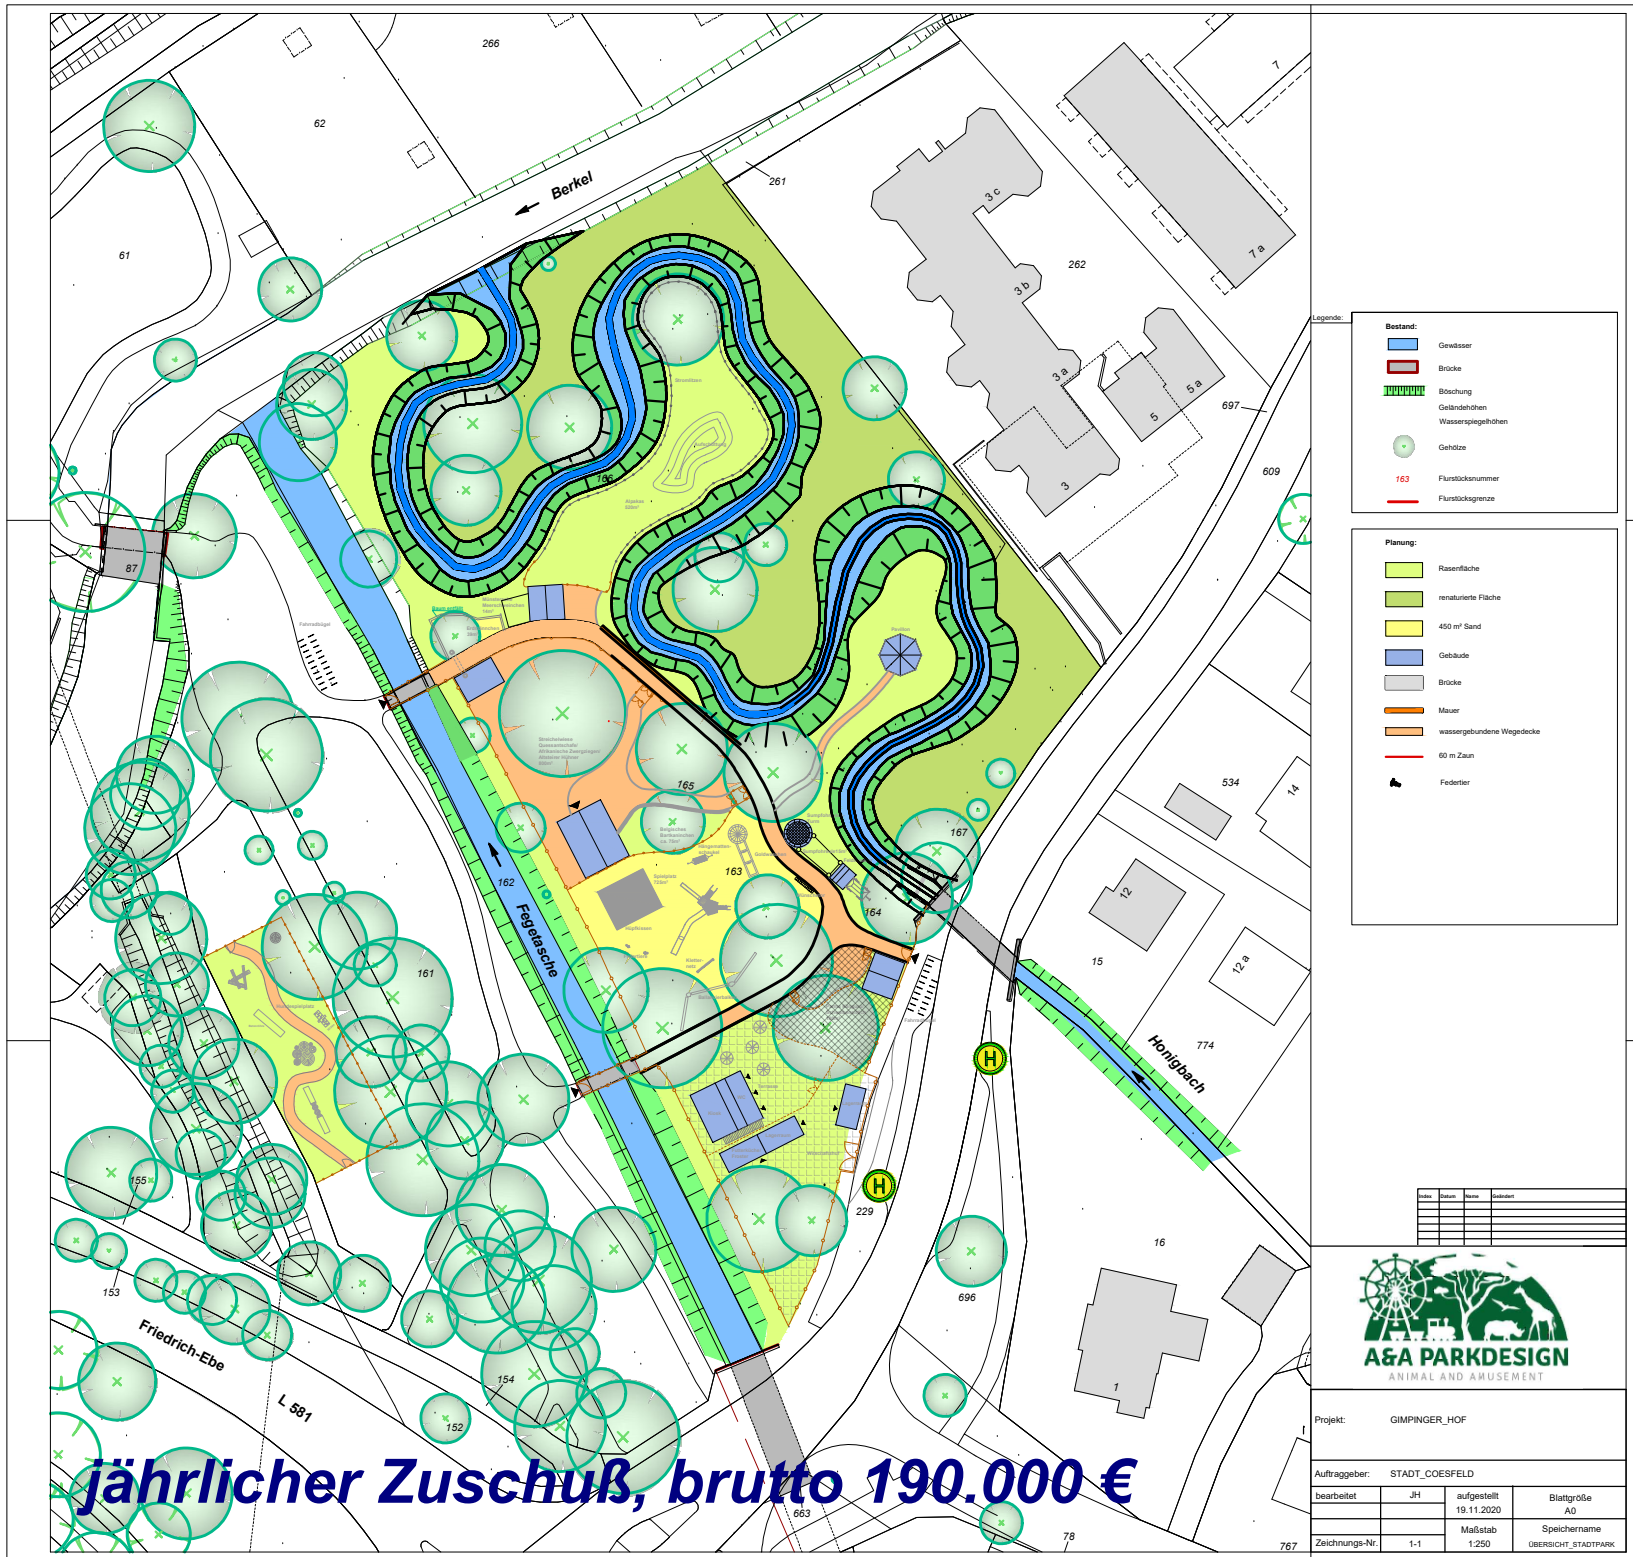 266
62
Berkel
261
7
61
3 c
262
7 a
3 b
3 a
5 a
5
697
3
609
166
87
Fahrradbügel
Baum entfällt
Pavillon
Legende:
Bestand:
Gewässer
Brücke
Böschung
Geländehöhen
Wasserspiegelhöhen
Gehölze
163 Flurstücksnummer
Flurstücksgrenze
Planung:
Rasenfläche
renaturierte Fläche
450 m² Sand
Gebäude
Brücke
Mauer
wassergebundene Wegedecke
60 m Zaun
Federtier
165
534
14
167
163
162
164
12
15
12 a
Fegetasche
161
774
Honigbach
H
H
155
229
16
153
696
Friedrich-Ebe
L 581
154
152
1
jährlicher Zuschuß, brutto 190.000 €
663
78
767
Index Datum Name Geändert
A&A PARKDESIGN
ANIMAL AND AMUSEMENT
Projekt: GIMPINGER_HOF
Auftraggeber: STADT_COESFELD
bearbeitet JH aufgestellt Blattgröße
19.11.2020 A0
Maßstab Speichername
Zeichnungs-Nr. 1-1 1:250 ÜBERSICHT_STADTPARK